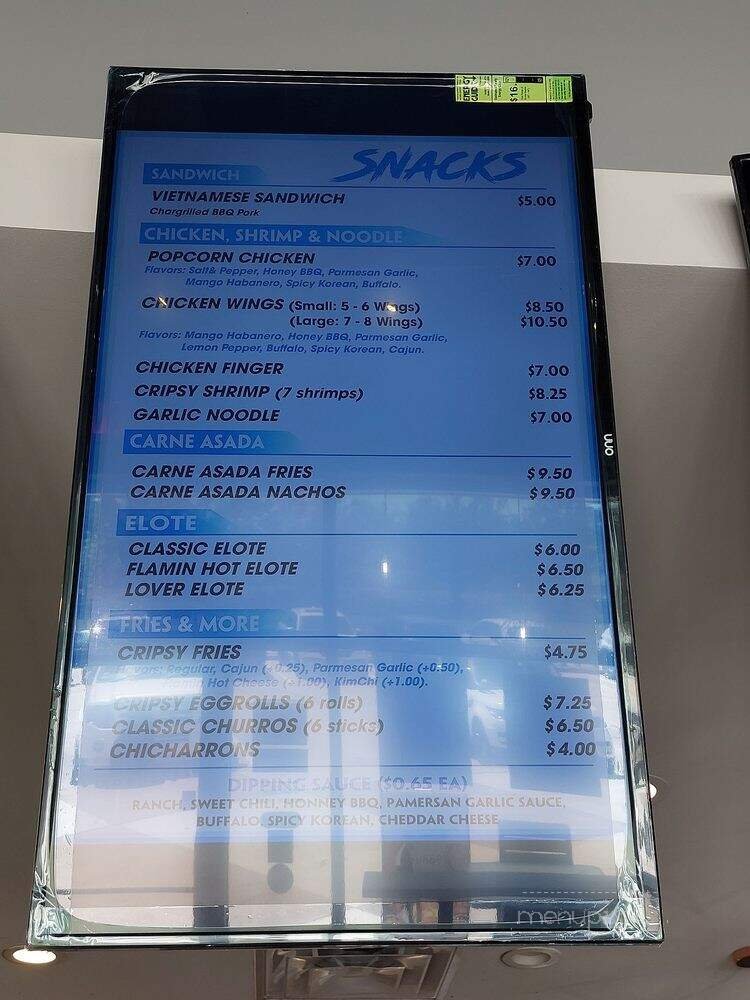 ENERGY
GUIDE
$16
SNACKS
SANDWICH
VIETNAMESE SANDWICH $5.00
Chargrilled BBQ Pork
CHICKEN, SHRIMP & NOODLE
POPCORN CHICKEN $7.00
Flavors: Salt& Pepper, Honey BBQ, Parmesan Garlic,
Mango Habanero, Spicy Korean, Buffalo.
CHICKEN WINGS (Small: 5 - 6 Wings) $8.50
(Large: 7 - 8 Wings) $10.50
Flavors: Mango Habanero, Honey BBQ, Parmesan Garlic,
Lemon Pepper, Buffalo, Spicy Korean, Cajun.
CHICKEN FINGER $7.00
CRIPSY SHRIMP (7 shrimps) $8.25
GARLIC NOODLE $7.00
onn
CARNE ASADA
CARNE ASADA FRIES $9.50
CARNE ASADA NACHOS $9.50
ELOTE
CLASSIC ELOTE $6.00
FLAMIN HOT ELOTE $6.50
LOVER ELOTE $6.25
FRIES & MORE
CRIPSY FRIES $4.75
Flavors: Regular, Cajun (+0.25), Parmesan Garlic (+0.50),
Hot Cheese (+1.00), KimChi (+1.00).
CRIPSY EGGROLLS (6 rolls) $7.25
CLASSIC CHURROS (6 sticks) $6.50
CHICHARRONS $4.00
DIPPING SAUCE ($0.65 EA)
RANCH, SWEET CHILI, HONNEY BBQ, PAMERSAN GARLIC SAUCE,
BUFFALO, SPICY KOREAN, CHEDDAR CHEESE